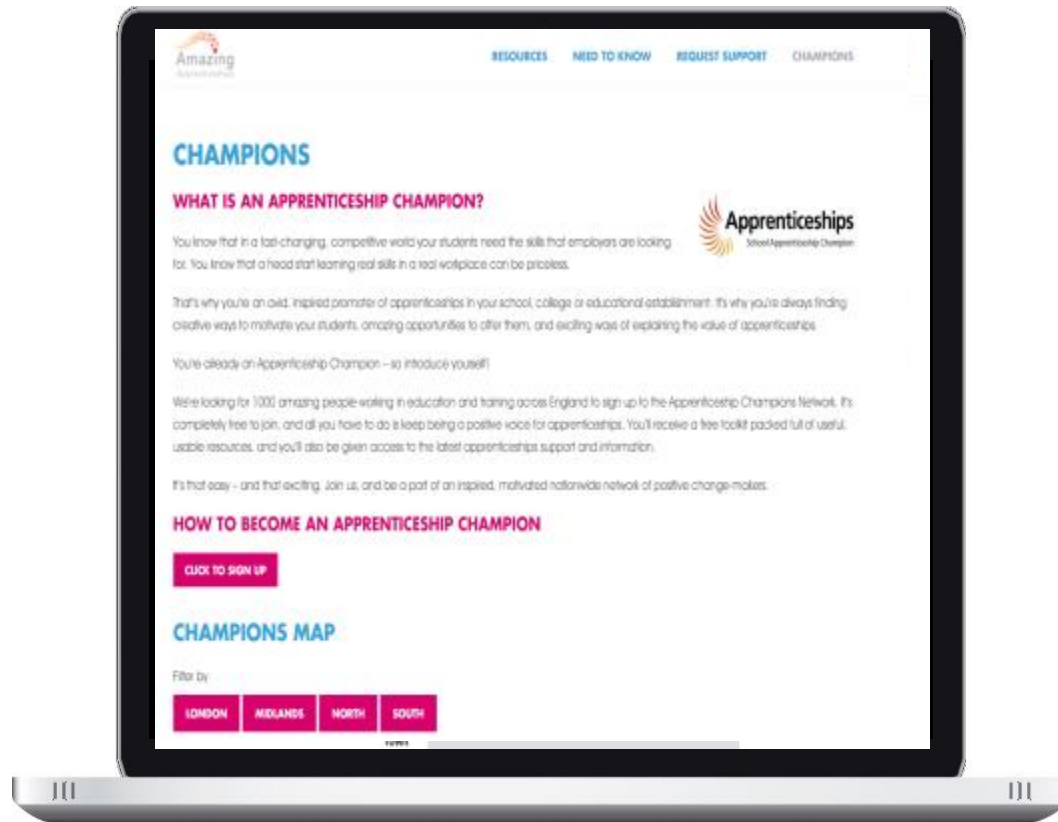 Amazing
Apprenticeships
RESOURCES NEED TO KNOW REQUEST SUPPORT CHAMPIONS
CHAMPIONS
WHAT IS AN APPRENTICESHIP CHAMPION?
Apprenticeships
School Apprenticeship Champion
You know that in a fast-changing, competitive world your students need the skills that employers are looking
for. You know that a head start learning real skills in a real workplace can be priceless.
That's why you're an avid, inspired promoter of apprenticeships in your school, college or educational establishment. It's why you're always finding
creative ways to motivate your students, amazing opportunities to offer them, and exciting ways of explaining the value of apprenticeships.
You're already an Apprenticeship Champion – so introduce yourself!
We're looking for 1000 amazing people working in education and training across England to sign up to the Apprenticeship Champions Network. It's
completely free to join, and all you have to do is keep being a positive voice for apprenticeships. You'll receive a free toolkit packed full of useful,
usable resources, and you'll also be given access to the latest apprenticeships support and information.
It's that easy – and that exciting. Join us, and be a part of an inspired, motivated nationwide network of positive change-makers.
HOW TO BECOME AN APPRENTICESHIP CHAMPION
CLICK TO SIGN UP
CHAMPIONS MAP
Filter by
LONDON MIDLANDS NORTH SOUTH